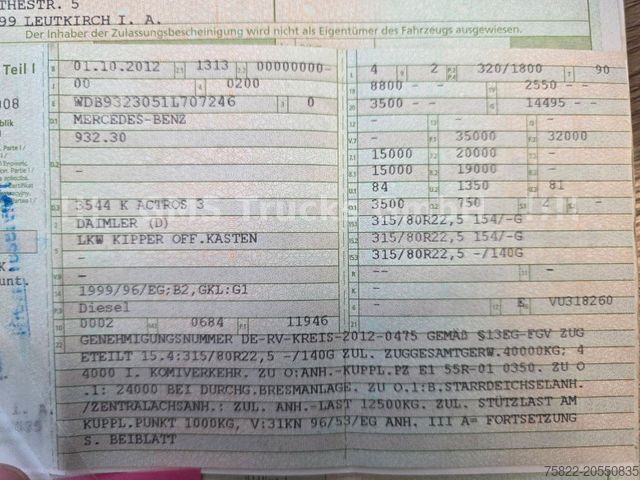 THESTR. 5
99 LEUTKIRCH I. A.
Der Inhaber der Zulassungsbescheinigung wird nicht als Eigentümer des Fahrzeugs ausgewiesen.
Teil I
01.10.2012 1313 00000000-
00 0200
WDB9323051L707246 0
MERCEDES-BENZ
932.30
–
3544 K ACTROS 3
DAIMLER (D)
LKW KIPPER OFF.KASTEN
–
–
1999/96/EG;B2,GKL:G1
Diesel
0002 0684 11946
4 2 320/1800 90
8800 - - 2550 - -
3500 - - 14495 - -
- - -
- 35000 32000
15000 20000 -
15000 19000 -
84 1350 81
3500 750 4 -
315/80R22,5 154/-G
315/80R22,5 154/-G
315/80R22,5 -/140G
-- -
-
- E VU318260
GENEHMIGUNGSNUMMER DE-RV-KREIS-2012-0475 GEMÄß §13EG-FGV ZUG
ETEILT 15.4:315/80R22,5 -/140G ZUL. ZUGGESAMTGEW.40000KG; 4
4000 I. KOMIVERKEHR. ZU O:ANH.-KUPPL.PZ E1 55R-01 0350. ZU O
.1: 24000 BEI DURCHG.BRESMANLAGE. ZU O.1:B.STARRDEICHSELANH.
/ZENTRALACHSANH.: ZUL. ANH.-LAST 12500KG. ZUL. STÜTZLAST AM
KUPPL.PUNKT 1000KG, V:31KN 96/53/EG ANH. III A= FORTSETZUNG
S. BEIBLATT
75822-20550835